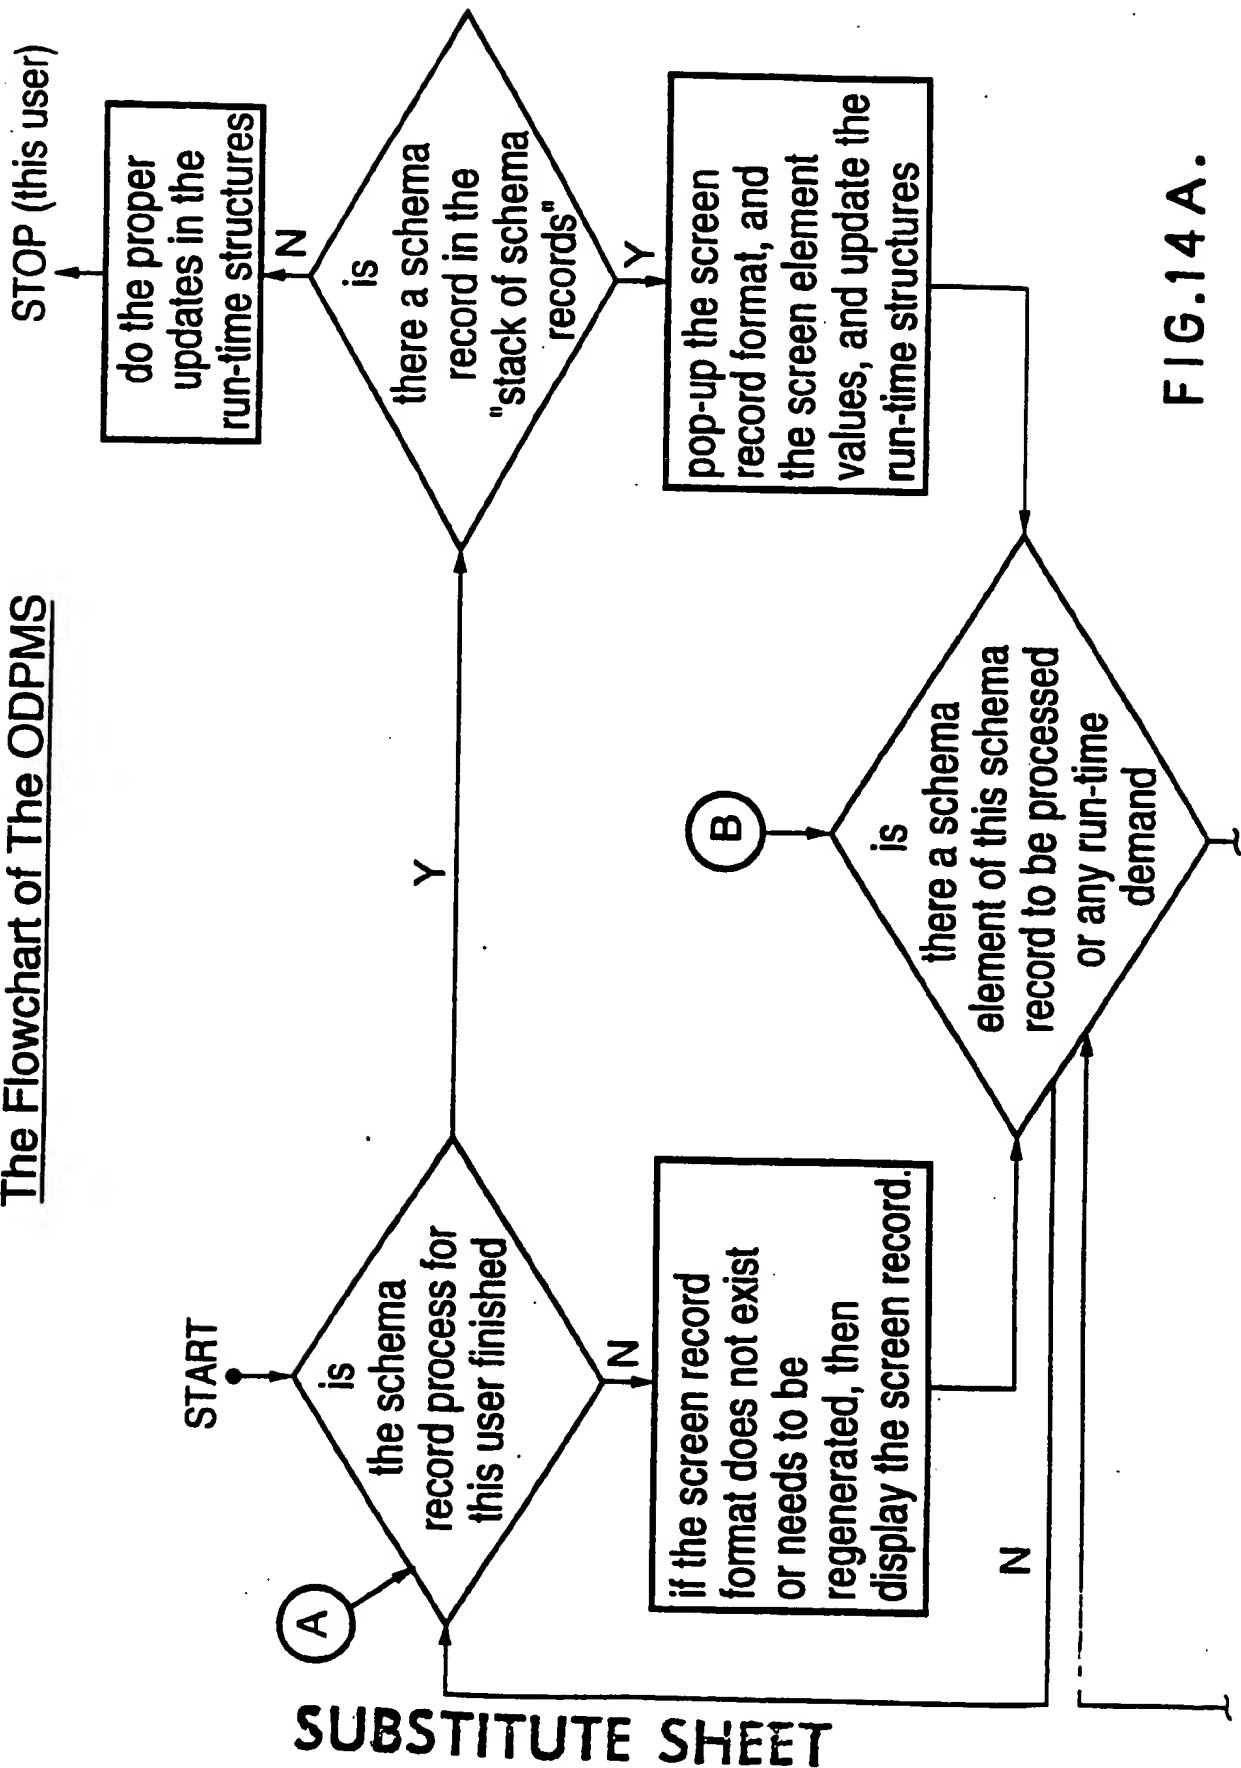 The Flowchart of The ODPMS
START
A
is
the schema
record process for
this user finished
Y
N
if the screen record
format does not exist
or needs to be
regenerated, then
display the screen record.
N
STOP (this user)
do the proper
updates in the
run-time structures
N
is
there a schema
record in the
"stack of schema
records"
Y
pop-up the screen
record format, and
the screen element
values, and update the
run-time structures
B
is
there a schema
element of this schema
record to be processed
or any run-time
demand
FIG.14A.
SUBSTITUTE SHEET